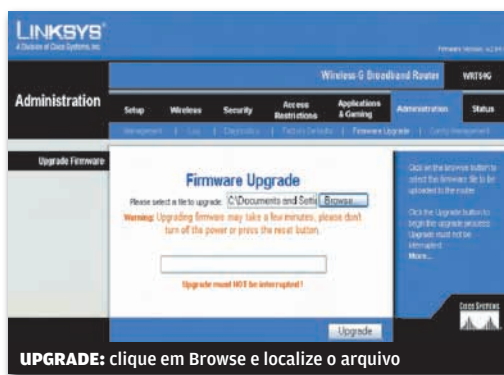 LINKSYS
A Division of Cisco Systems, Inc.
Firmware Version:
Wireless-G Broadband Router WRT54G
Administration
Setup Wireless Security Access Restrictions Applications & Gaming Administration Status
Management | Log | Diagnostics | Factory Defaults | Firmware Upgrade | Config Management
Upgrade Firmware
Firmware Upgrade
Please select a file to upgrade: C:\Documents and Setti Browse...
Warning: Upgrading firmware may take a few minutes, please don't
turn off the power or press the reset button.
Upgrade must NOT be interrupted !
Click on the browse button to
select the firmware file to be
uploaded to the router.
Click the Upgrade button to
begin the upgrade process.
Upgrade must not be
interrupted.
More...
Upgrade
Cisco Systems
UPGRADE: clique em Browse e localize o arquivo